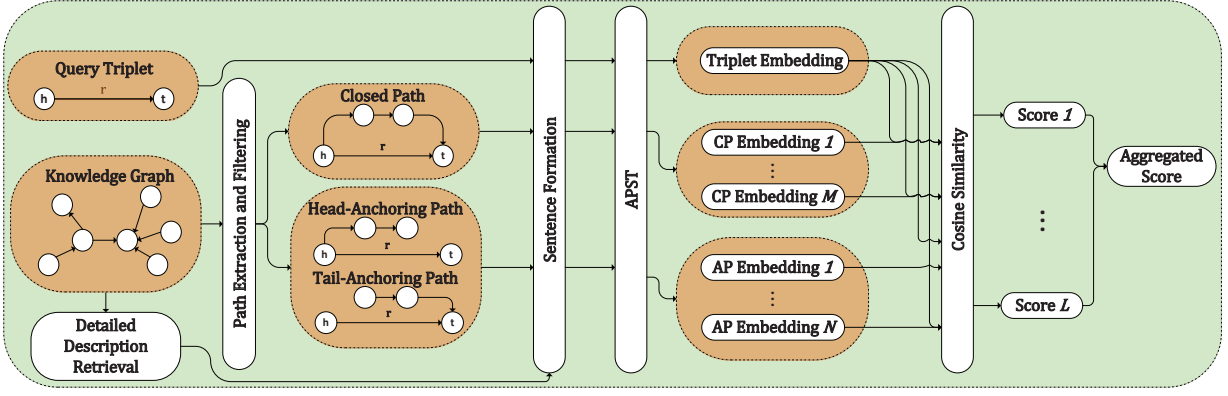 Query Triplet
r
h
t
Knowledge Graph
Detailed
Description
Retrieval
Path Extraction and Filtering
Closed Path
r
h
t
Head-Anchoring Path
r
h
t
Tail-Anchoring Path
r
h
t
Sentence Formation
APST
Triplet Embedding
CP Embedding 1
⋮
CP Embedding M
AP Embedding 1
⋮
AP Embedding N
Cosine Similarity
Score 1
⋮
Score L
Aggregated
Score